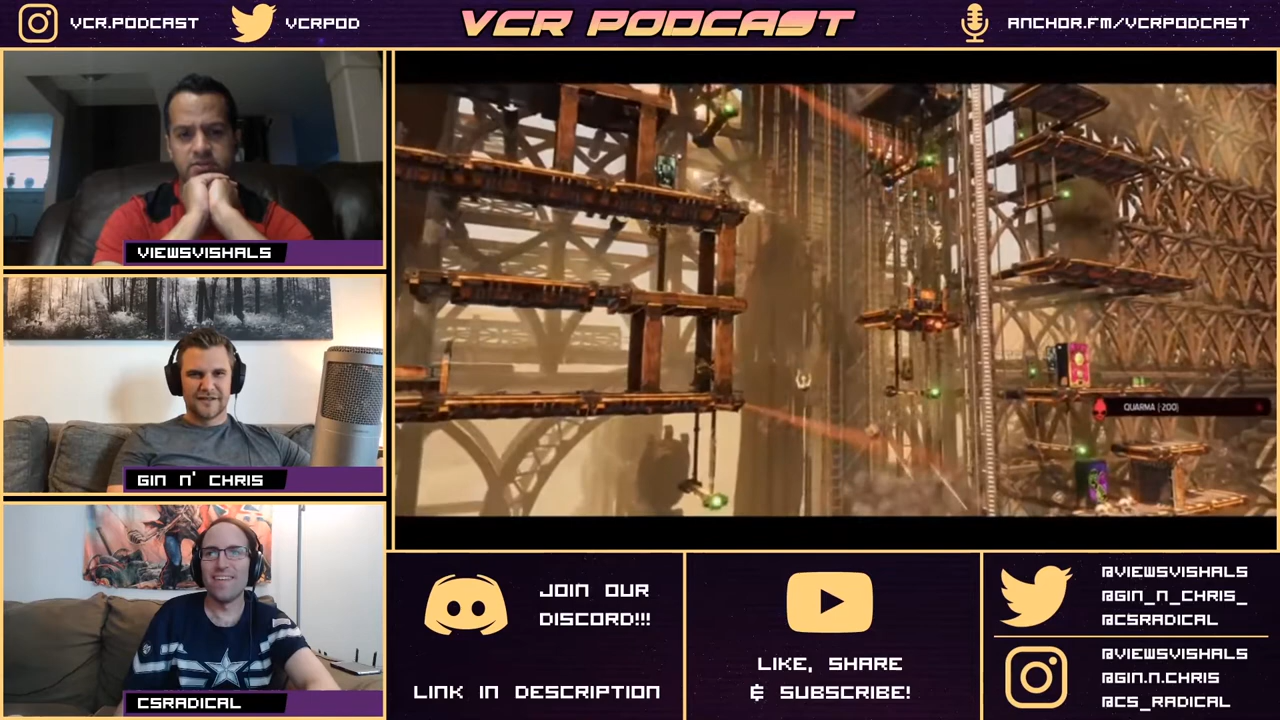 VCR.PODCAST
VCRPOD
VCR PODCAST
ANCHOR.FM/VCRPODCAST
VIEWSVISHALS
GIN N' CHRIS
CSRADICAL
QUARMA (-200)
JOIN OUR
DISCORD!!!
LINK IN DESCRIPTION
LIKE, SHARE
& SUBSCRIBE!
@VIEWSVISHALS
@GIN_N_CHRIS_
@CSRADICAL
@VIEWSVISHALS
@GIN.N.CHRIS
@CS_RADICAL